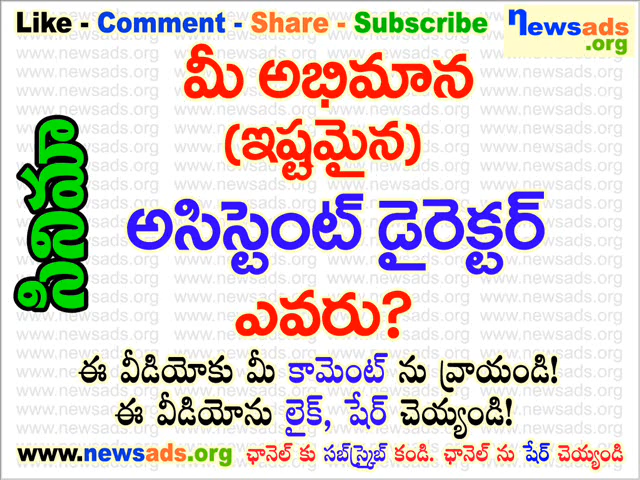 Like - Comment - Share - Subscribe
newsads
.org
మీ అభిమాన
(ఇష్టమైన)
సినిమా
అసిస్టెంట్ డైరెక్టర్
ఎవరు?
ఈ వీడియోకు మీ కామెంట్ ను వ్రాయండి!
ఈ వీడియోను లైక్, షేర్ చెయ్యండి!
www.newsads.org ఛానెల్ కు సబ్‌స్క్రైబ్ కండి. ఛానెల్ ను షేర్ చెయ్యండి